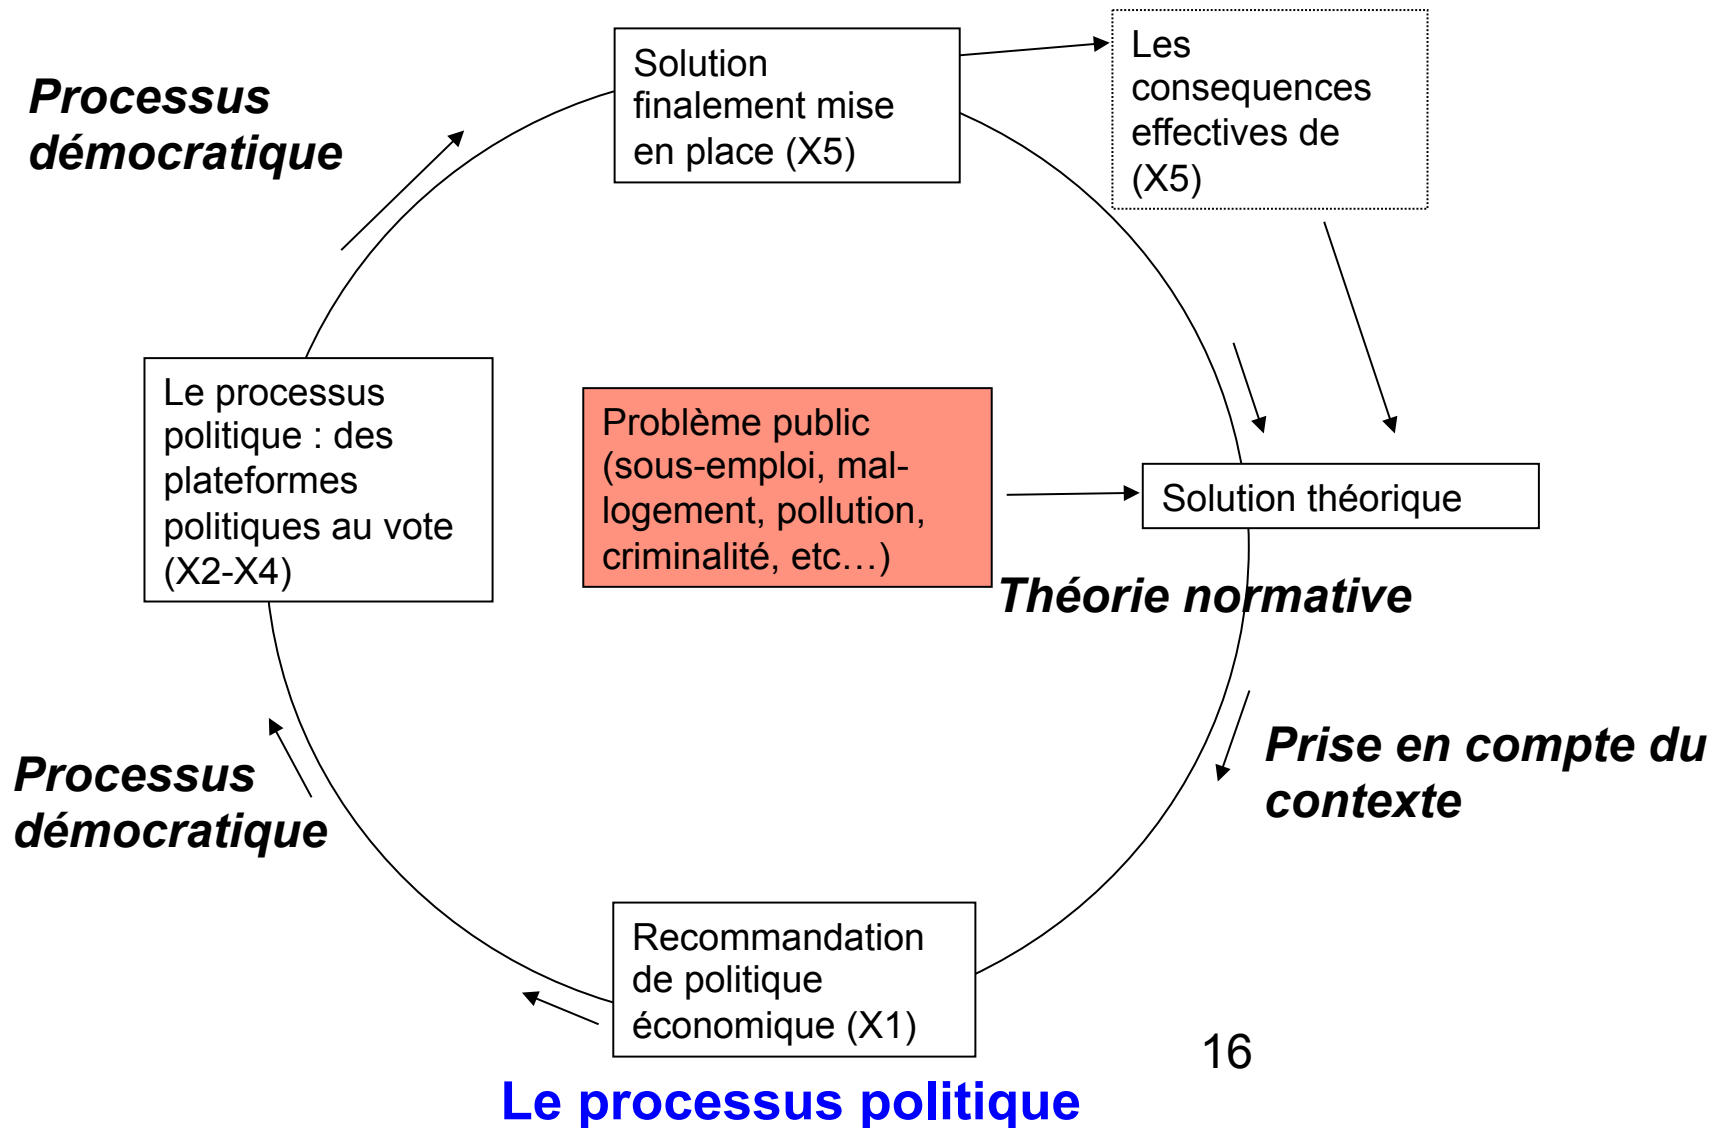 Processus
démocratique
Solution
finalement mise
en place (X5)
Les
consequences
effectives de
(X5)
Le processus
politique : des
plateformes
politiques au vote
(X2-X4)
Problème public
(sous-emploi, mal-
logement, pollution,
criminalité, etc…)
Solution théorique
Théorie normative
Prise en compte du
contexte
Processus
démocratique
Recommandation
de politique
économique (X1)
16
Le processus politique